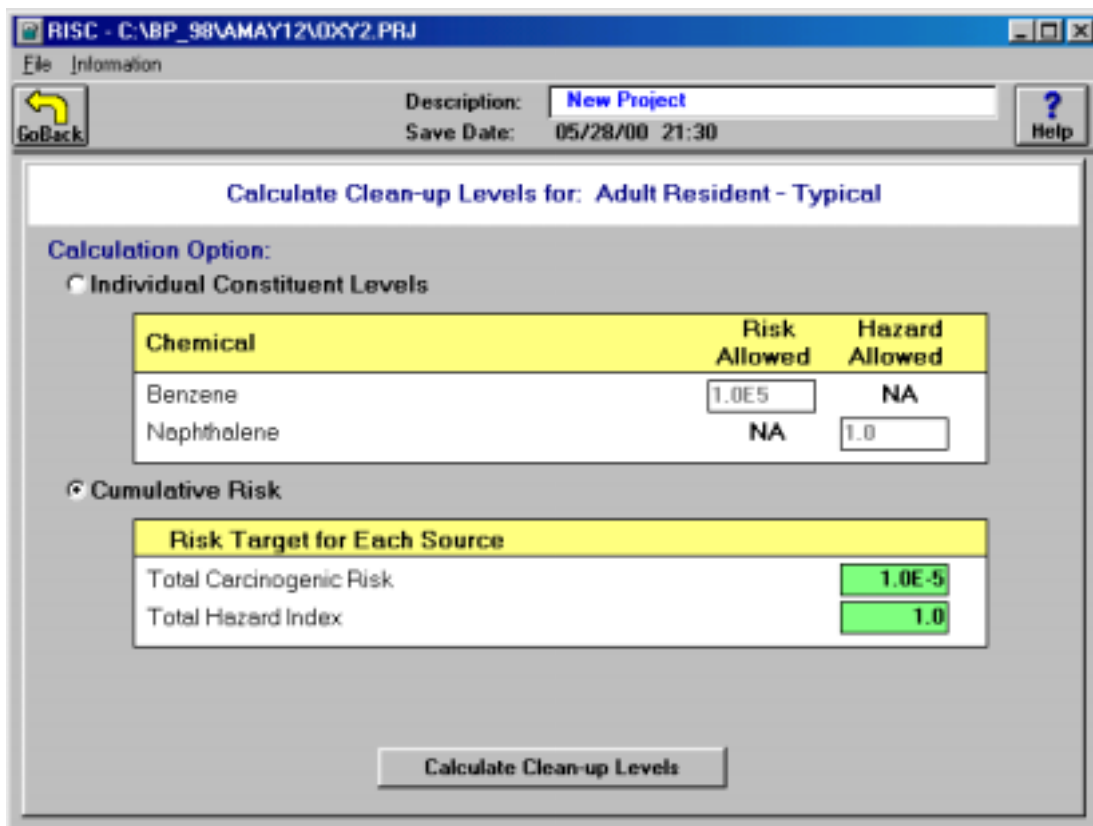 RISC - C:\BP_98\AMAY12\OXY2.PRJ
File Information
GoBack
Description: New Project
Save Date: 05/28/00 21:30
? Help
Calculate Clean-up Levels for: Adult Resident - Typical
Calculation Option:
Individual Constituent Levels
Chemical Risk Allowed Hazard Allowed
Benzene 1.0E5 NA
Naphthalene NA 1.0
Cumulative Risk
Risk Target for Each Source
Total Carcinogenic Risk 1.0E-5
Total Hazard Index 1.0
Calculate Clean-up Levels